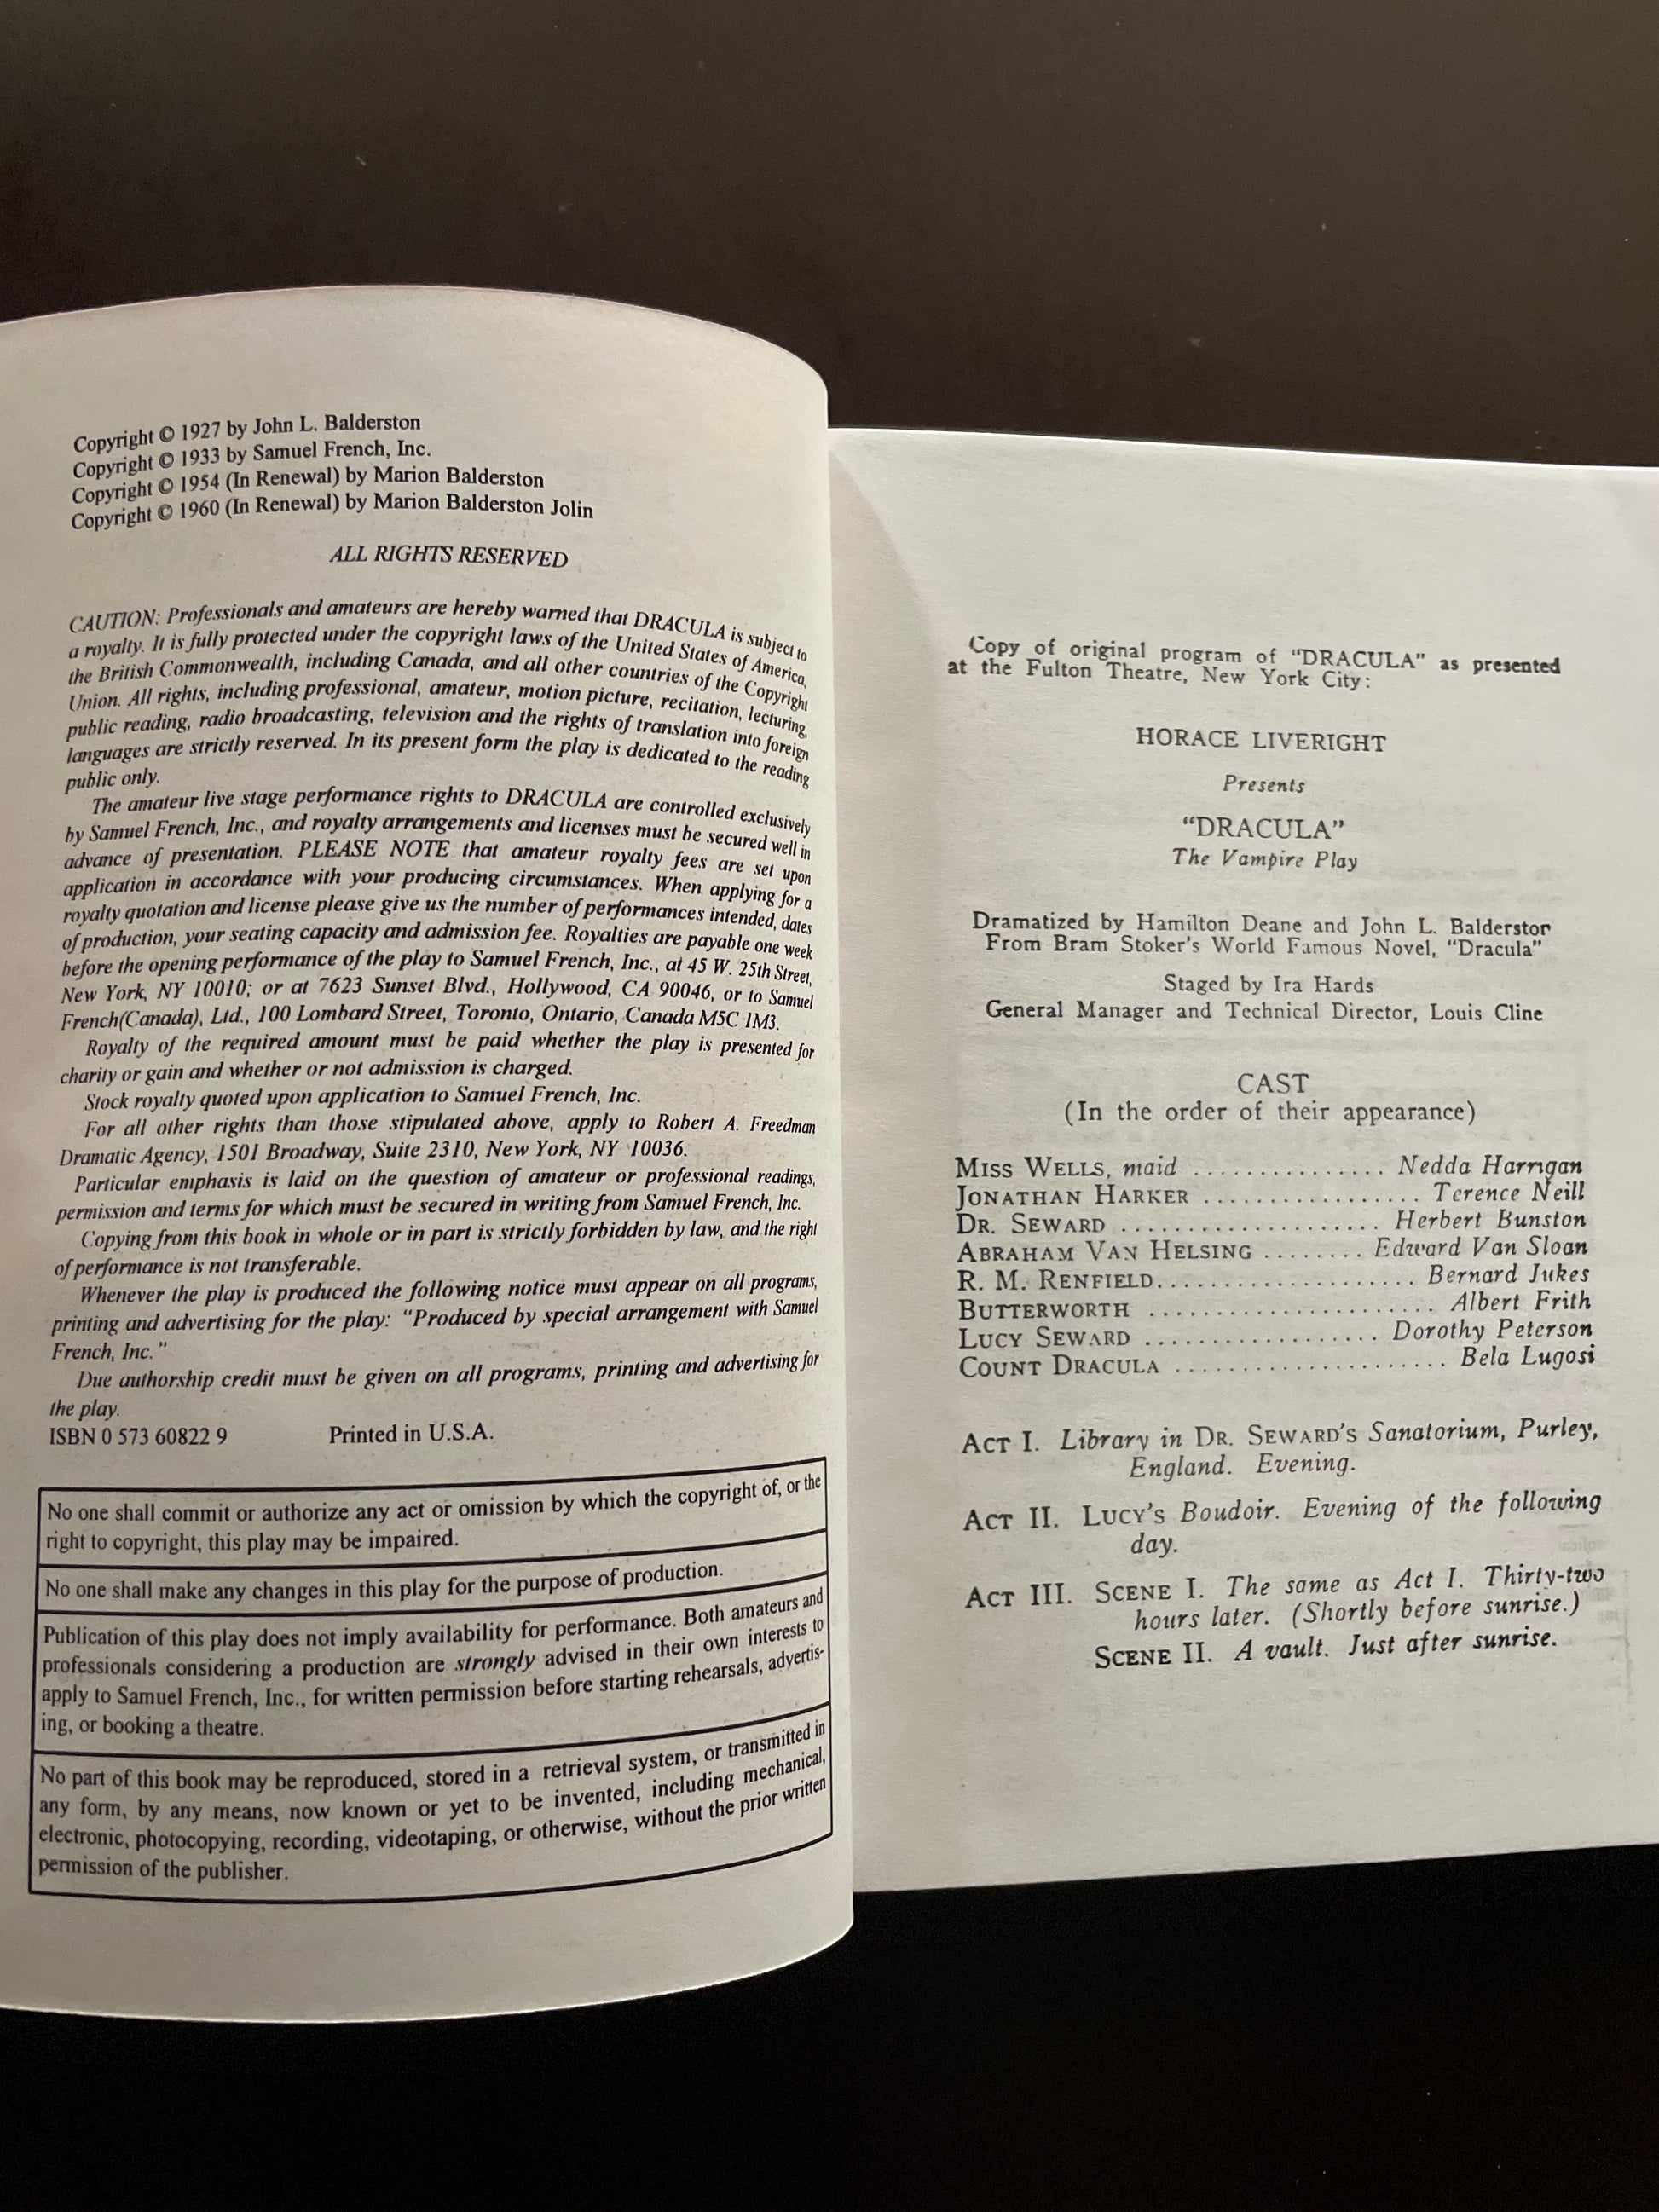 Copyright © 1927 by John L. Balderston
Copyright © 1933 by Samuel French, Inc.
Copyright © 1954 (In Renewal) by Marion Balderston
Copyright © 1960 (In Renewal) by Marion Balderston Jolin
ALL RIGHTS RESERVED
CAUTION: Professionals and amateurs are hereby warned that DRACULA is subject to
a royalty. It is fully protected under the copyright laws of the United States of America,
the British Commonwealth, including Canada, and all other countries of the Copyright
Union. All rights, including professional, amateur, motion picture, recitation, lecturing,
public reading, radio broadcasting, television and the rights of translation into foreign
languages are strictly reserved. In its present form the play is dedicated to the reading
public only.
The amateur live stage performance rights to DRACULA are controlled exclusively
by Samuel French, Inc., and royalty arrangements and licenses must be secured well in
advance of presentation. PLEASE NOTE that amateur royalty fees are set upon
application in accordance with your producing circumstances. When applying for a
royalty quotation and license please give us the number of performances intended, dates
of production, your seating capacity and admission fee. Royalties are payable one week
before the opening performance of the play to Samuel French, Inc., at 45 W. 25th Street,
New York, NY 10010; or at 7623 Sunset Blvd., Hollywood, CA 90046, or to Samuel
French(Canada), Ltd., 100 Lombard Street, Toronto, Ontario, Canada M5C 1M3.
Royalty of the required amount must be paid whether the play is presented for
charity or gain and whether or not admission is charged.
Stock royalty quoted upon application to Samuel French, Inc.
For all other rights than those stipulated above, apply to Robert A. Freedman
Dramatic Agency, 1501 Broadway, Suite 2310, New York, NY 10036.
Particular emphasis is laid on the question of amateur or professional readings,
permission and terms for which must be secured in writing from Samuel French, Inc.
Copying from this book in whole or in part is strictly forbidden by law, and the right
of performance is not transferable.
Whenever the play is produced the following notice must appear on all programs,
printing and advertising for the play: “Produced by special arrangement with Samuel
French, Inc.”
Due authorship credit must be given on all programs, printing and advertising for
the play.
ISBN 0 573 60822 9 Printed in U.S.A.
No one shall commit or authorize any act or omission by which the copyright of, or the
right to copyright, this play may be impaired.
No one shall make any changes in this play for the purpose of production.
Publication of this play does not imply availability for performance. Both amateurs and
professionals considering a production are strongly advised in their own interests to
apply to Samuel French, Inc., for written permission before starting rehearsals, advertis-
ing, or booking a theatre.
No part of this book may be reproduced, stored in a retrieval system, or transmitted in
any form, by any means, now known or yet to be invented, including mechanical,
electronic, photocopying, recording, videotaping, or otherwise, without the prior written
permission of the publisher.
Copy of original program of “DRACULA” as presented
at the Fulton Theatre, New York City:
HORACE LIVERIGHT
Presents
“DRACULA”
The Vampire Play
Dramatized by Hamilton Deane and John L. Balderston
From Bram Stoker's World Famous Novel, “Dracula”
Staged by Ira Hards
General Manager and Technical Director, Louis Cline
CAST
(In the order of their appearance)
MISS WELLS, maid ............... Nedda Harrigan
JONATHAN HARKER .................. Terence Neill
DR. SEWARD ...................... Herbert Bunston
ABRAHAM VAN HELSING ........ Edward Van Sloan
R. M. RENFIELD...................... Bernard Jukes
BUTTERWORTH ........................ Albert Frith
LUCY SEWARD .................... Dorothy Peterson
COUNT DRACULA ....................... Bela Lugosi
ACT I. Library in DR. SEWARD'S Sanatorium, Purley,
England. Evening.
ACT II. LUCY'S Boudoir. Evening of the following
day.
ACT III. SCENE I. The same as Act I. Thirty-two
hours later. (Shortly before sunrise.)
SCENE II. A vault. Just after sunrise.